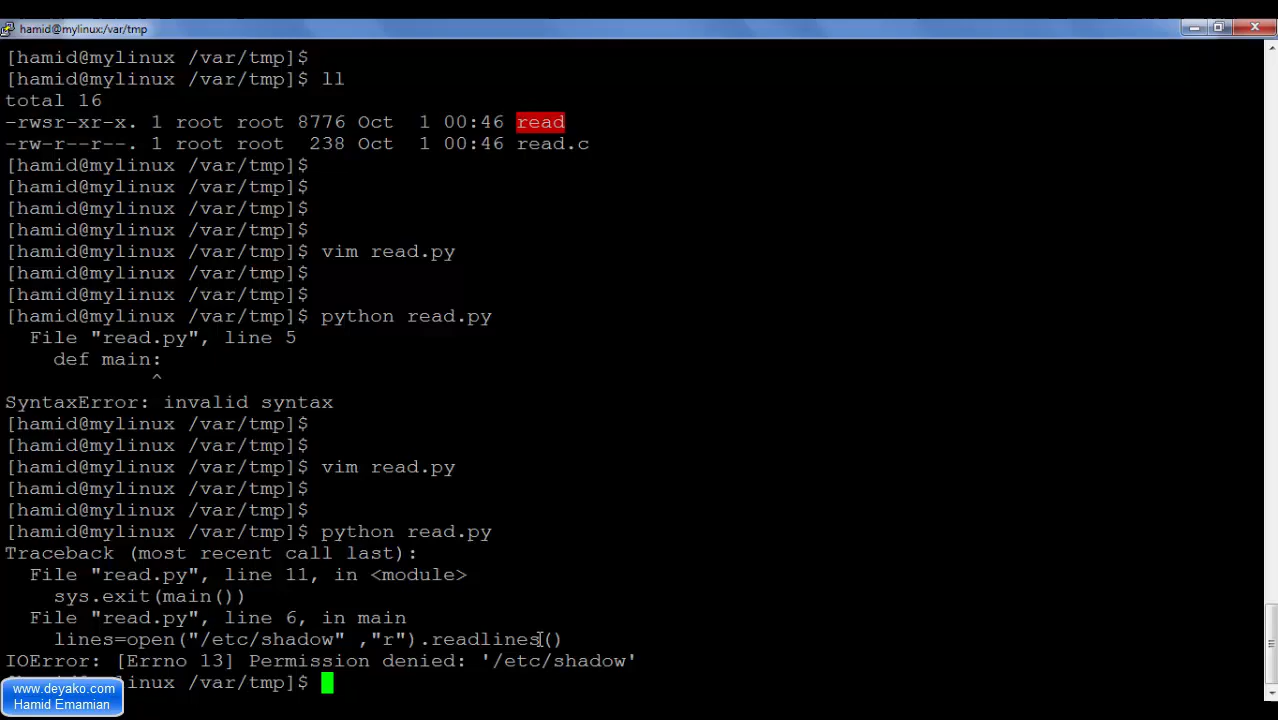 hamid@mylinux:/var/tmp
[hamid@mylinux /var/tmp]$
[hamid@mylinux /var/tmp]$ ll
total 16
-rwsr-xr-x. 1 root root 8776 Oct  1 00:46 read
-rw-r--r--. 1 root root  238 Oct  1 00:46 read.c
[hamid@mylinux /var/tmp]$
[hamid@mylinux /var/tmp]$
[hamid@mylinux /var/tmp]$
[hamid@mylinux /var/tmp]$
[hamid@mylinux /var/tmp]$ vim read.py
[hamid@mylinux /var/tmp]$
[hamid@mylinux /var/tmp]$
[hamid@mylinux /var/tmp]$ python read.py
  File "read.py", line 5
    def main:
            ^
SyntaxError: invalid syntax
[hamid@mylinux /var/tmp]$
[hamid@mylinux /var/tmp]$
[hamid@mylinux /var/tmp]$ vim read.py
[hamid@mylinux /var/tmp]$
[hamid@mylinux /var/tmp]$
[hamid@mylinux /var/tmp]$ python read.py
Traceback (most recent call last):
  File "read.py", line 11, in <module>
    sys.exit(main())
  File "read.py", line 6, in main
    lines=open("/etc/shadow" ,"r").readlines()
IOError: [Errno 13] Permission denied: '/etc/shadow'
[hamid@mylinux /var/tmp]$
www.deyako.com
Hamid Emamian